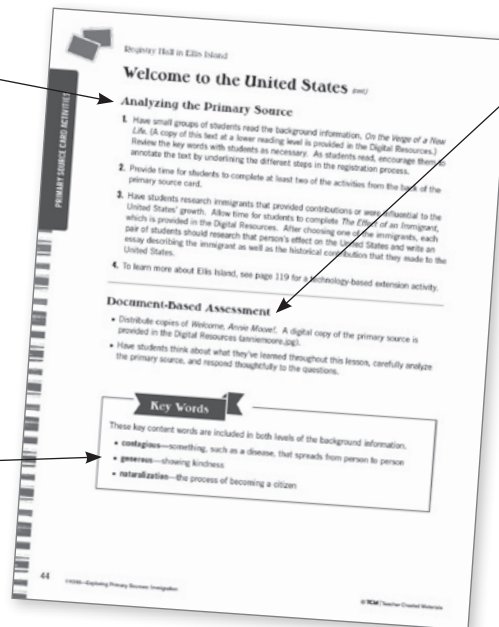 Registry Hall in Ellis Island
Welcome to the United States (cont.)
PRIMARY SOURCE CARD ACTIVITIES
Analyzing the Primary Source
1. Have small groups of students read the background information, On the Verge of a New
Life. (A copy of this text at a lower reading level is provided in the Digital Resources.)
Review the key words with students as necessary. As students read, encourage them to
annotate the text by underlining the different steps in the registration process.
2. Provide time for students to complete at least two of the activities from the back of the
primary source card.
3. Have students research immigrants that provided contributions or were influential to the
United States' growth. Allow time for students to complete The Effect of an Immigrant,
which is provided in the Digital Resources. After choosing one of the immigrants, each
pair of students should research that person's effect on the United States and write an
essay describing the immigrant as well as the historical contribution that they made to the
United States.
4. To learn more about Ellis Island, see page 119 for a technology-based extension activity.
Document-Based Assessment
• Distribute copies of Welcome, Annie Moore!. A digital copy of the primary source is
provided in the Digital Resources (anniemoore.jpg).
• Have students think about what they've learned throughout this lesson, carefully analyze
the primary source, and respond thoughtfully to the questions.
Key Words
These key content words are included in both levels of the background information.
• contagious—something, such as a disease, that spreads from person to person
• generous—showing kindness
• naturalization—the process of becoming a citizen
44
Exploring Primary Sources: Immigration
© TCM | Teacher Created Materials